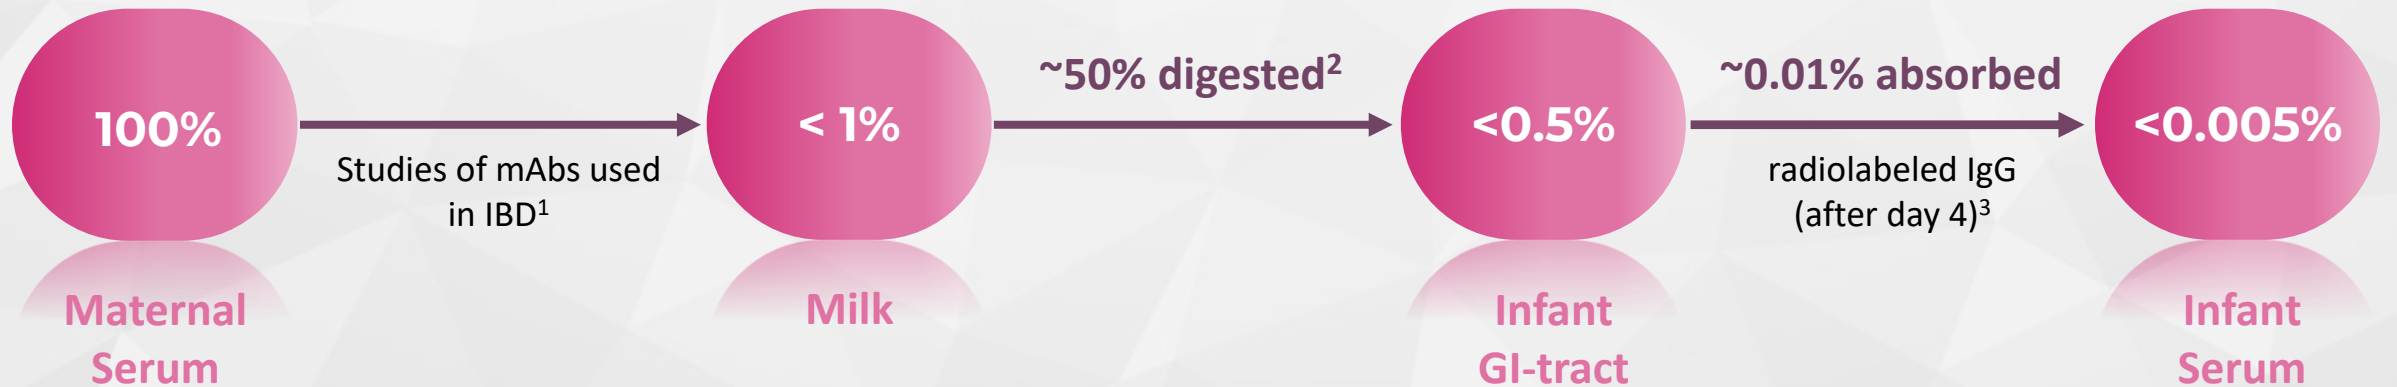 100%
Studies of mAbs used
in IBD¹
< 1%
~50% digested²
<0.5%
~0.01% absorbed
radiolabeled IgG
(after day 4)³
<0.005%
Maternal
Serum
Milk
Infant
GI-tract
Infant
Serum